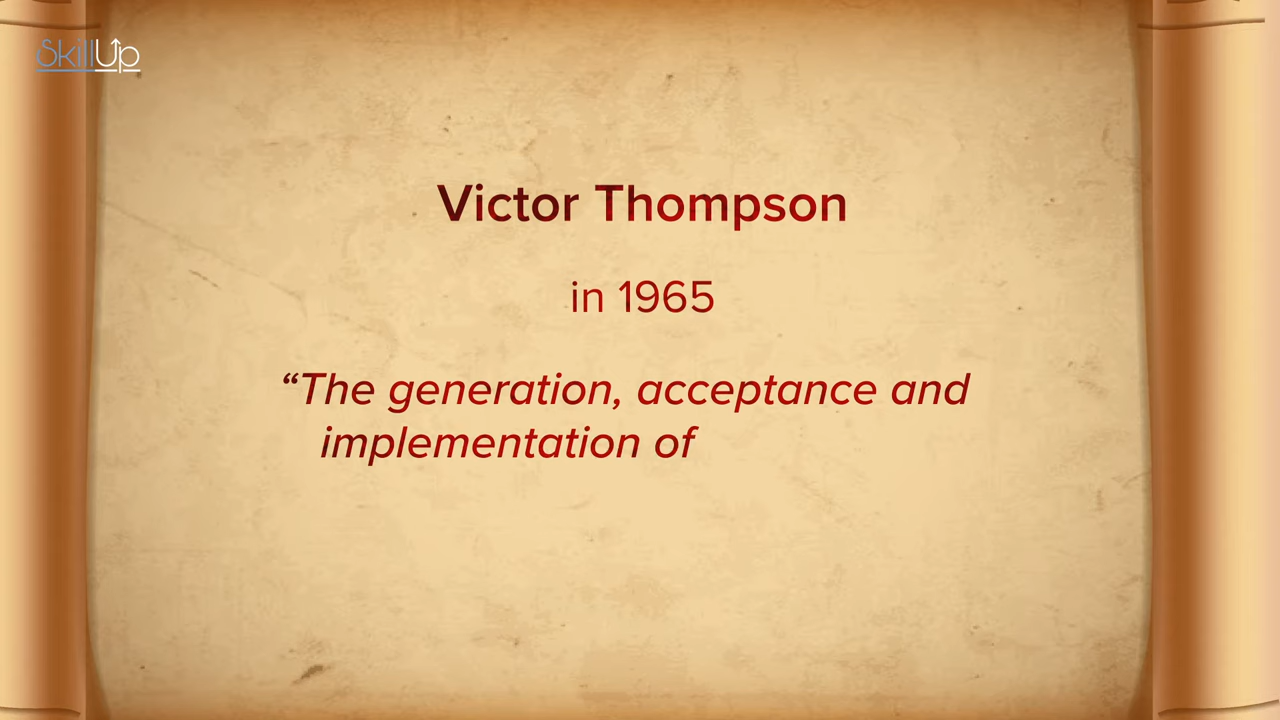 SkillUp
Victor Thompson
in 1965
“The generation, acceptance and
implementation of